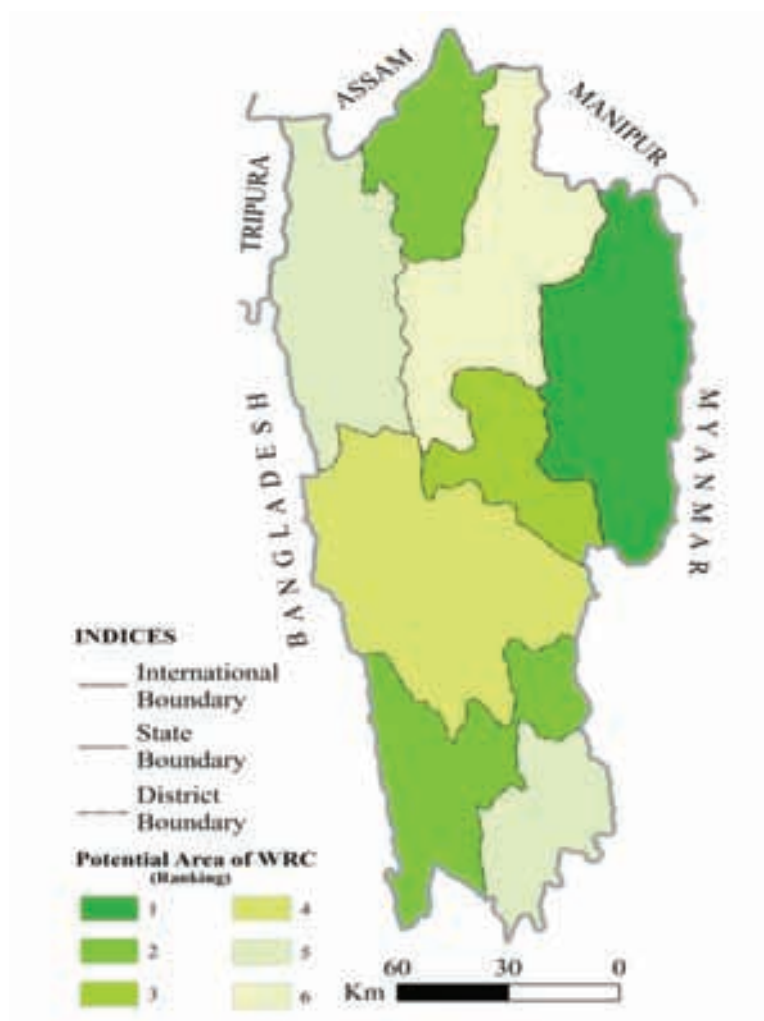 ASSAM
MANIPUR
TRIPURA
BANGLADESH
MYANMAR
INDICES
International
Boundary
State
Boundary
District
Boundary
Potential Area of WRC
(Ranking)
1 4
2 5
3 6
60 30 0
Km